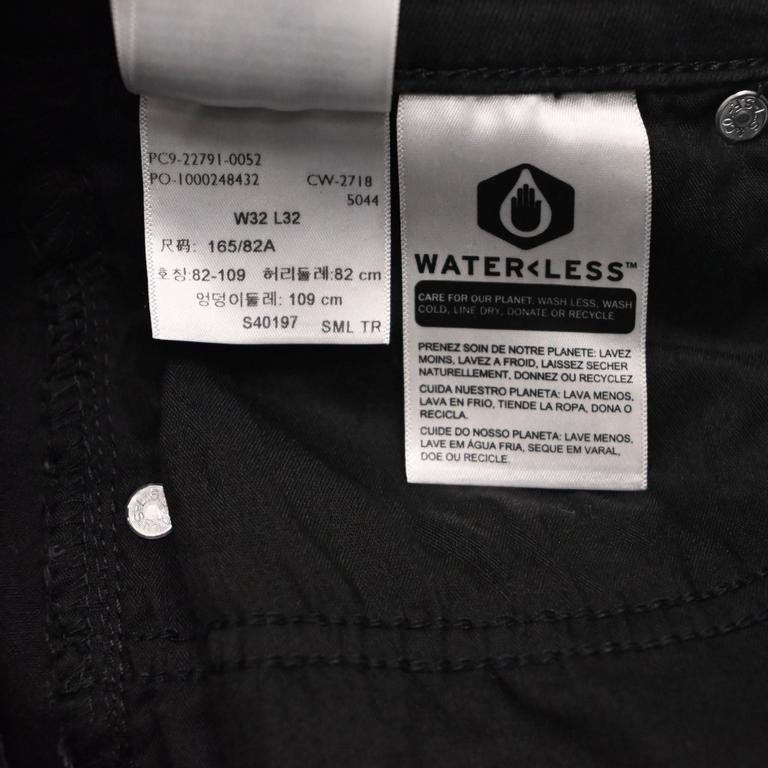 PC9-22791-0052
PO-1000248432 CW-2718
5044
W32 L32
尺码: 165/82A
호칭:82-109 허리둘레:82 cm
엉덩이둘레: 109 cm
S40197 SML TR
WATER<LESS™
CARE FOR OUR PLANET: WASH LESS, WASH
COLD, LINE DRY, DONATE OR RECYCLE
PRENEZ SOIN DE NOTRE PLANETE: LAVEZ
MOINS, LAVEZ A FROID, LAISSEZ SECHER
NATURELLEMENT, DONNEZ OU RECYCLEZ
CUIDA NUESTRO PLANETA: LAVA MENOS,
LAVA EN FRIO, TIENDE LA ROPA, DONA O
RECICLA.
CUIDE DO NOSSO PLANETA: LAVE MENOS,
LAVE EM ÁGUA FRIA, SEQUE EM VARAL,
DOE OU RECICLE.